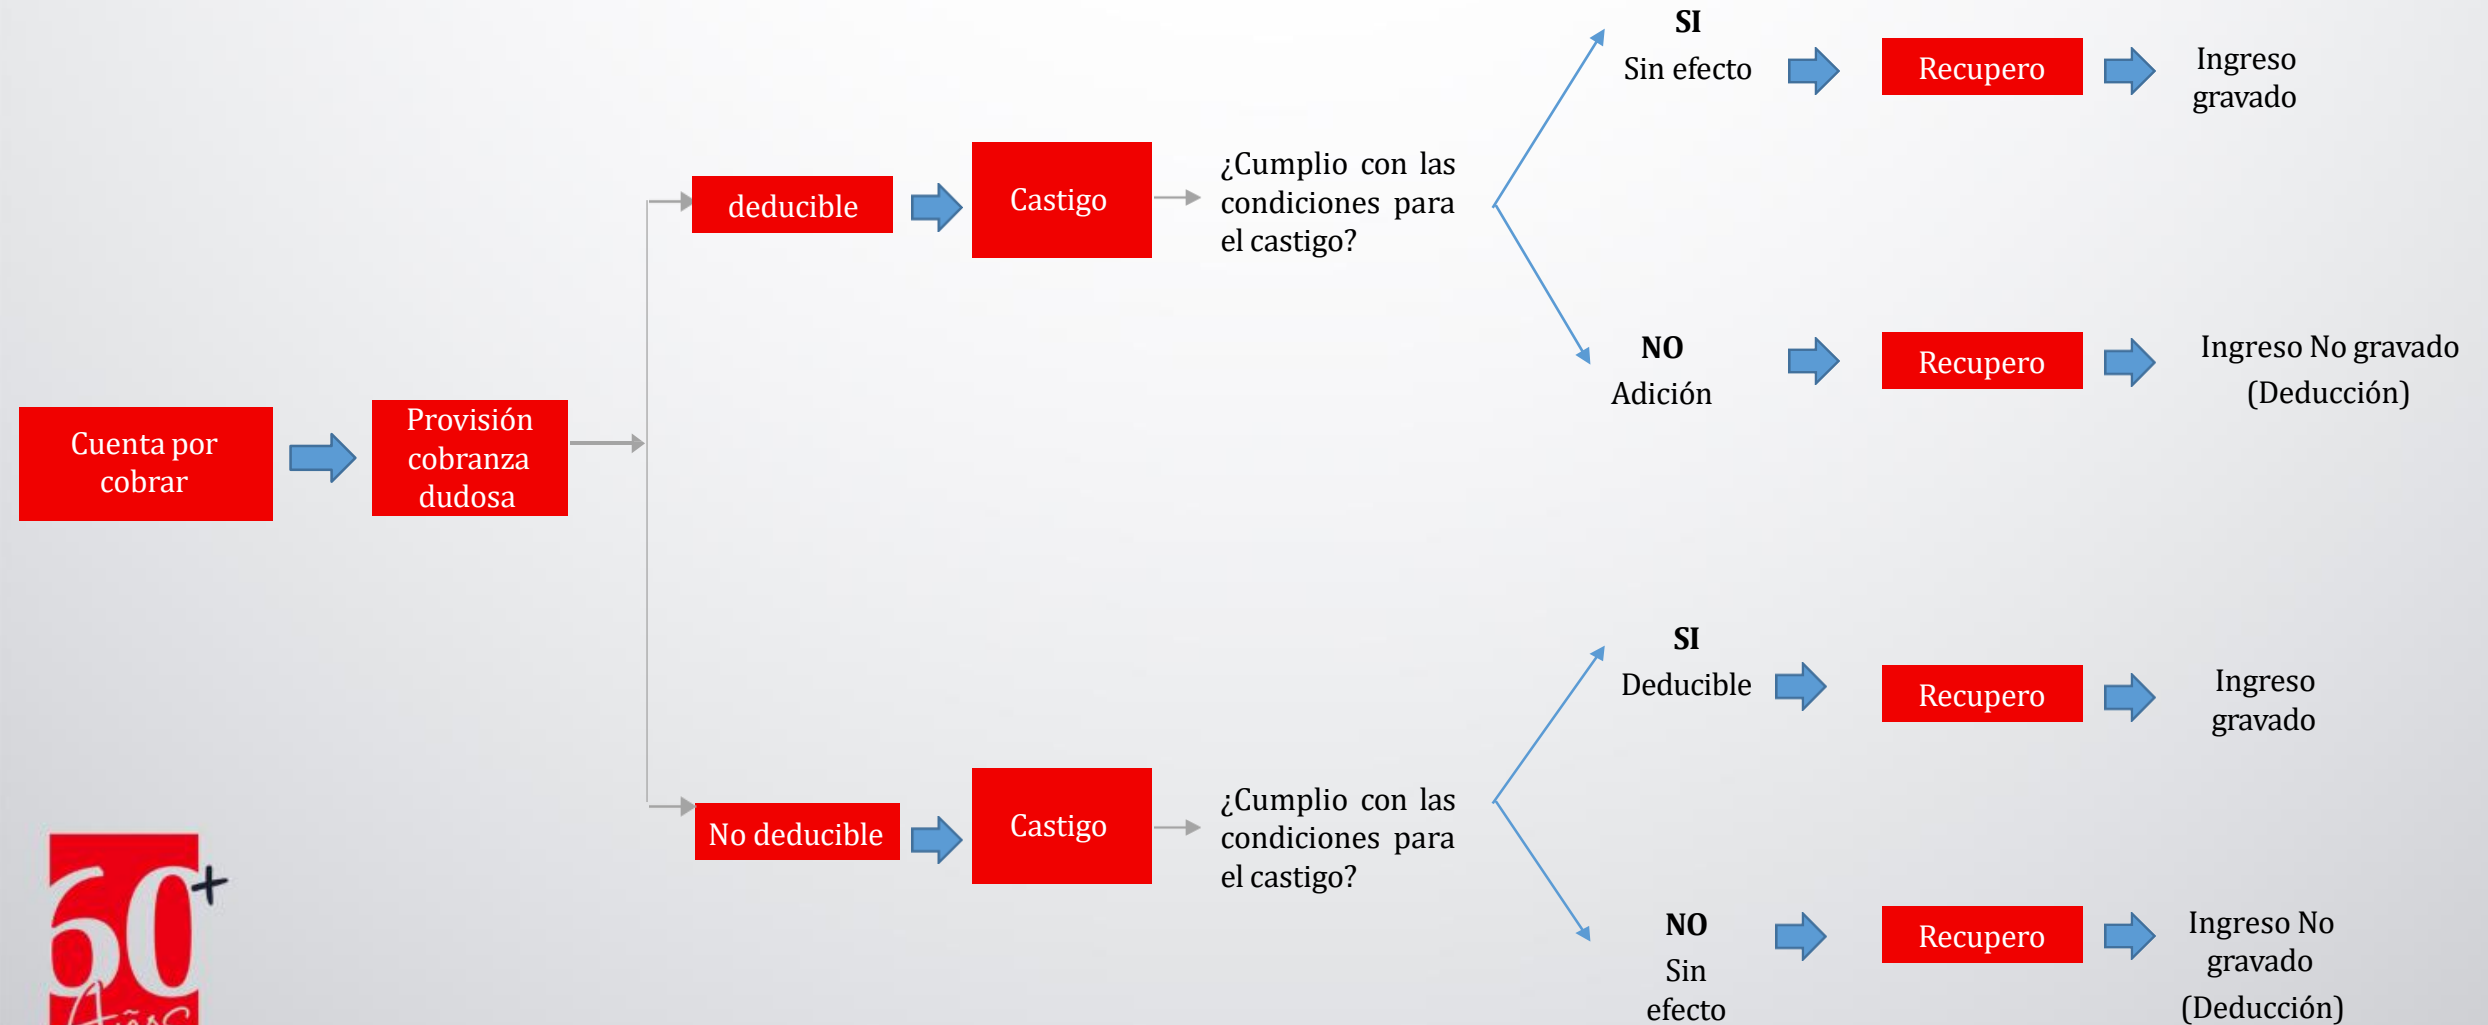 Cuenta por
cobrar
Provisión
cobranza
dudosa
deducible
Castigo
¿Cumplio con las
condiciones para
el castigo?
SI
Sin efecto
Recupero
Ingreso
gravado
NO
Adición
Recupero
Ingreso No gravado
(Deducción)
No deducible
Castigo
¿Cumplio con las
condiciones para
el castigo?
SI
Deducible
Recupero
Ingreso
gravado
NO
Sin
efecto
Recupero
Ingreso No
gravado
(Deducción)
60+
Años